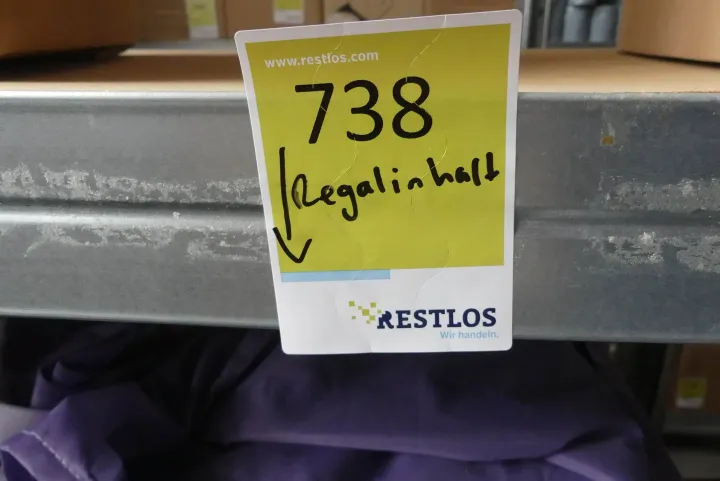 www.restlos.com
738
Regalinhalt
RESTLOS
Wir handeln.